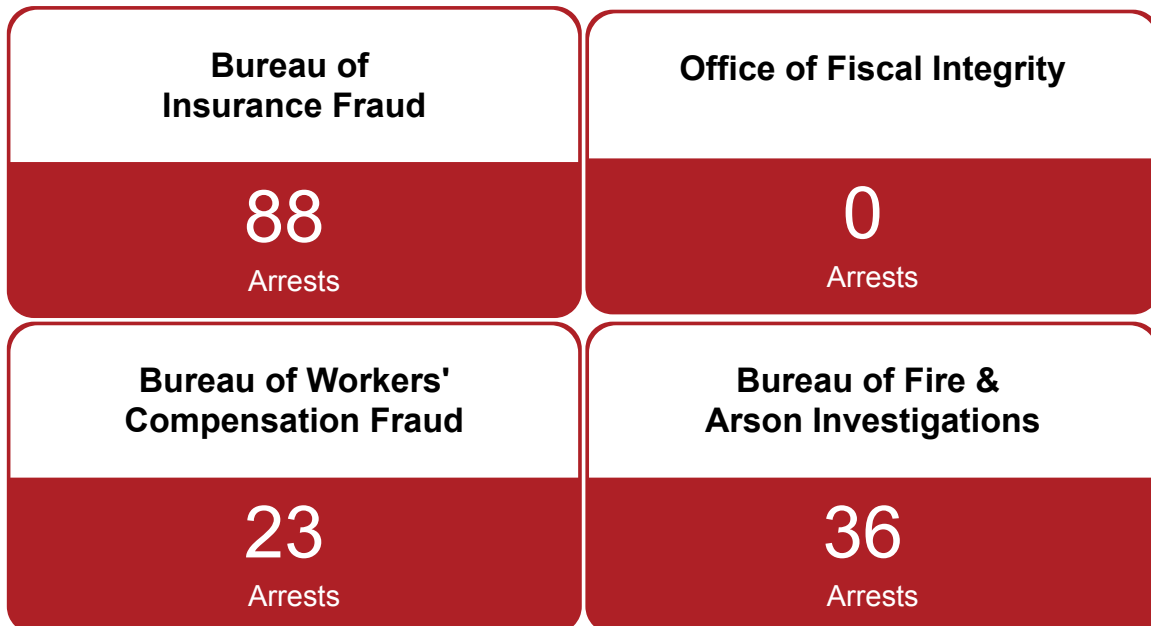 Bureau of
Insurance Fraud
88
Arrests
Office of Fiscal Integrity
0
Arrests
Bureau of Workers'
Compensation Fraud
23
Arrests
Bureau of Fire &
Arson Investigations
36
Arrests